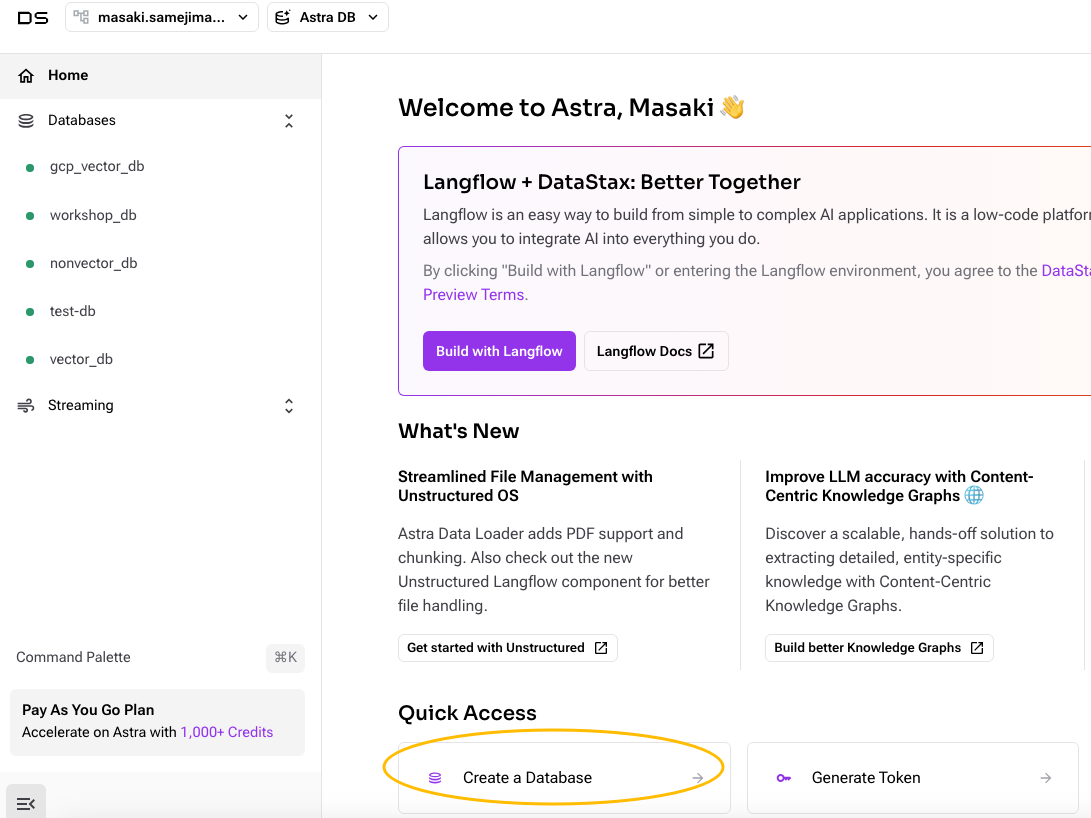 DS
masaki.samejima...
Astra DB
Home
Databases
gcp_vector_db
workshop_db
nonvector_db
test-db
vector_db
Streaming
Command Palette
⌘K
Pay As You Go Plan
Accelerate on Astra with 1,000+ Credits
Welcome to Astra, Masaki 👋
Langflow + DataStax: Better Together
Langflow is an easy way to build from simple to complex AI applications. It is a low-code platfor
allows you to integrate AI into everything you do.
By clicking "Build with Langflow" or entering the Langflow environment, you agree to the DataSta
Preview Terms.
Build with Langflow
Langflow Docs
What's New
Streamlined File Management with
Unstructured OS
Astra Data Loader adds PDF support and
chunking. Also check out the new
Unstructured Langflow component for better
file handling.
Get started with Unstructured
Improve LLM accuracy with Content-
Centric Knowledge Graphs 🌐
Discover a scalable, hands-off solution to
extracting detailed, entity-specific
knowledge with Content-Centric
Knowledge Graphs.
Build better Knowledge Graphs
Quick Access
Create a Database
Generate Token